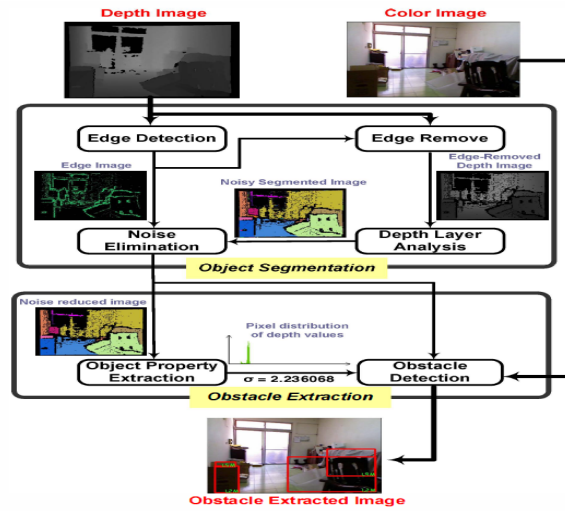 Depth Image
Color Image
Edge Detection
Edge Remove
Edge Image
Edge-Removed
Depth Image
Noisy Segmented Image
Noise
Elimination
Depth Layer
Analysis
Object Segmentation
Noise reduced image
Pixel distribution
of depth values
Object Property
Extraction
σ = 2.236068
Obstacle
Detection
Obstacle Extraction
Obstacle Extracted Image